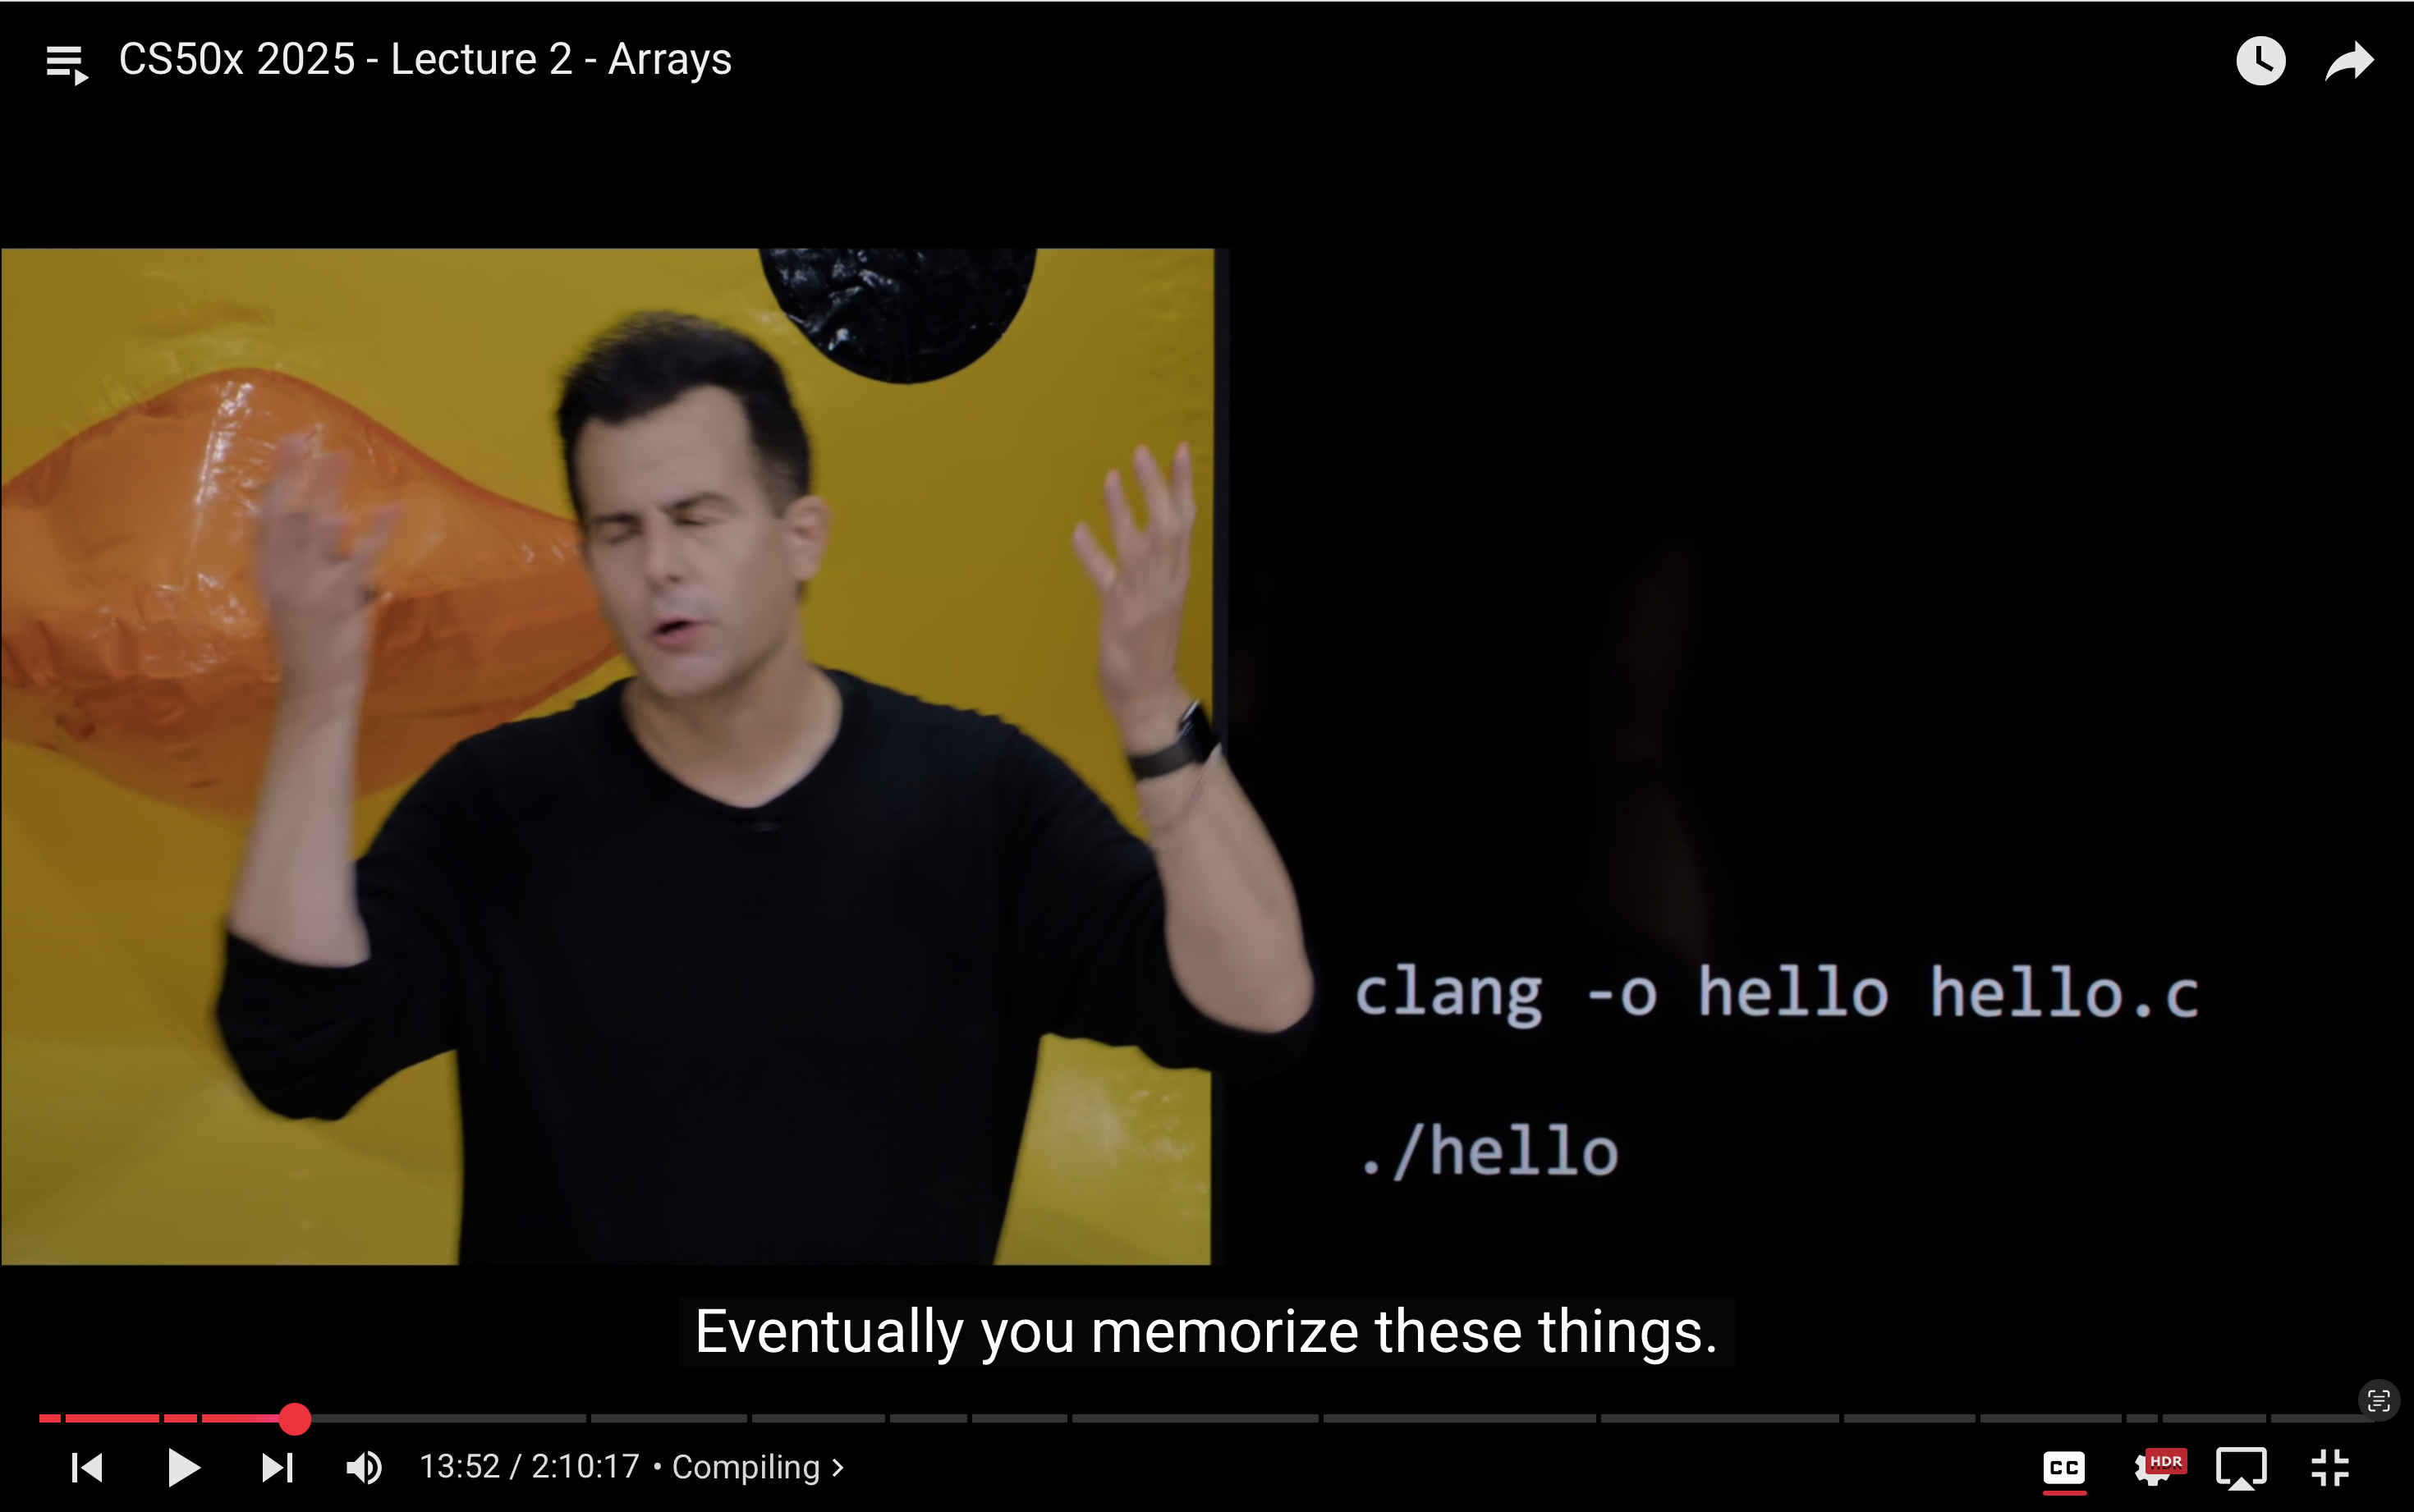 CS50x 2025 - Lecture 2 - Arrays
clang -o hello hello.c
./hello
Eventually you memorize these things.
13:52 / 2:10:17 • Compiling >
CC
HDR